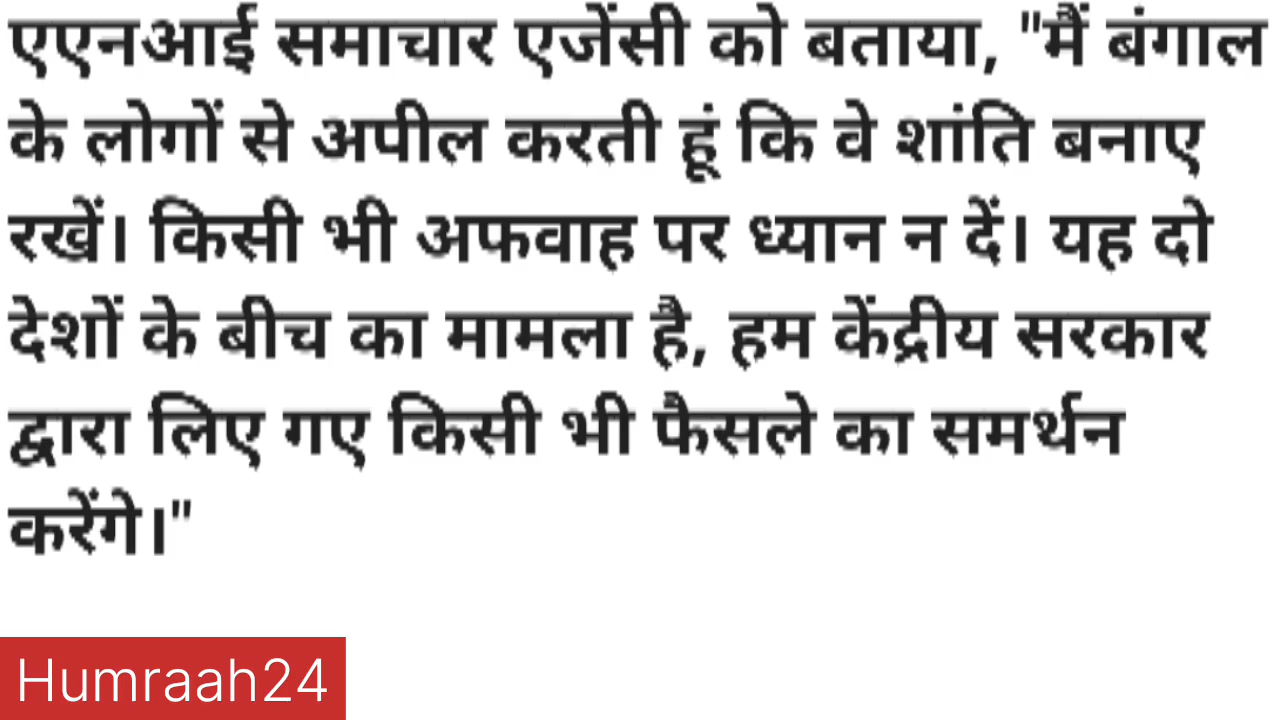 एएनआई समाचार एजेंसी को बताया, "मैं बंगाल
के लोगों से अपील करती हूं कि वे शांति बनाए
रखें। किसी भी अफवाह पर ध्यान न दें। यह दो
देशों के बीच का मामला है, हम केंद्रीय सरकार
द्वारा लिए गए किसी भी फैसले का समर्थन
करेंगे।"
Humraah24